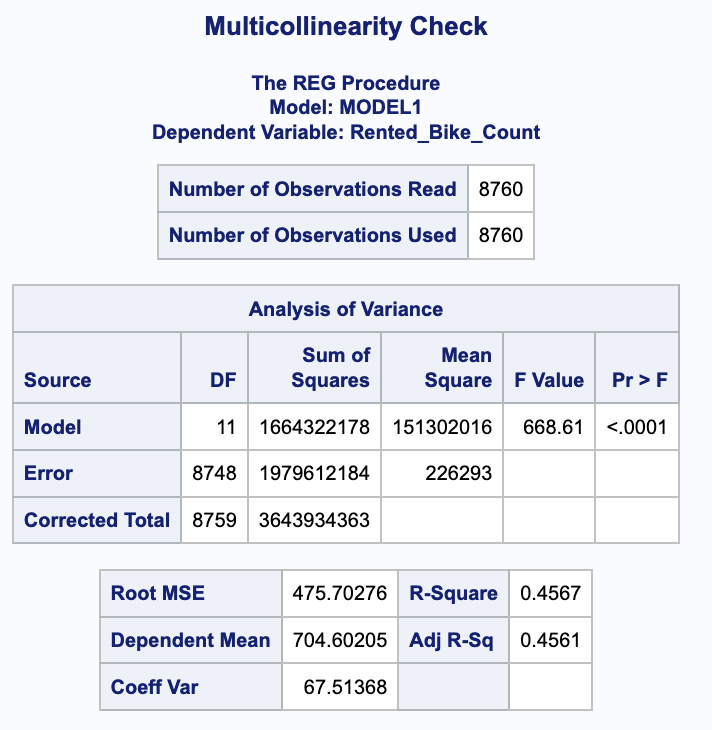 Multicollinearity Check
The REG Procedure
Model: MODEL1
Dependent Variable: Rented_Bike_Count
Number of Observations Read 8760
Number of Observations Used 8760
Analysis of Variance
Source DF Sum of Squares Mean Square F Value Pr > F
Model 11 1664322178 151302016 668.61 <.0001
Error 8748 1979612184 226293
Corrected Total 8759 3643934363
Root MSE 475.70276 R-Square 0.4567
Dependent Mean 704.60205 Adj R-Sq 0.4561
Coeff Var 67.51368